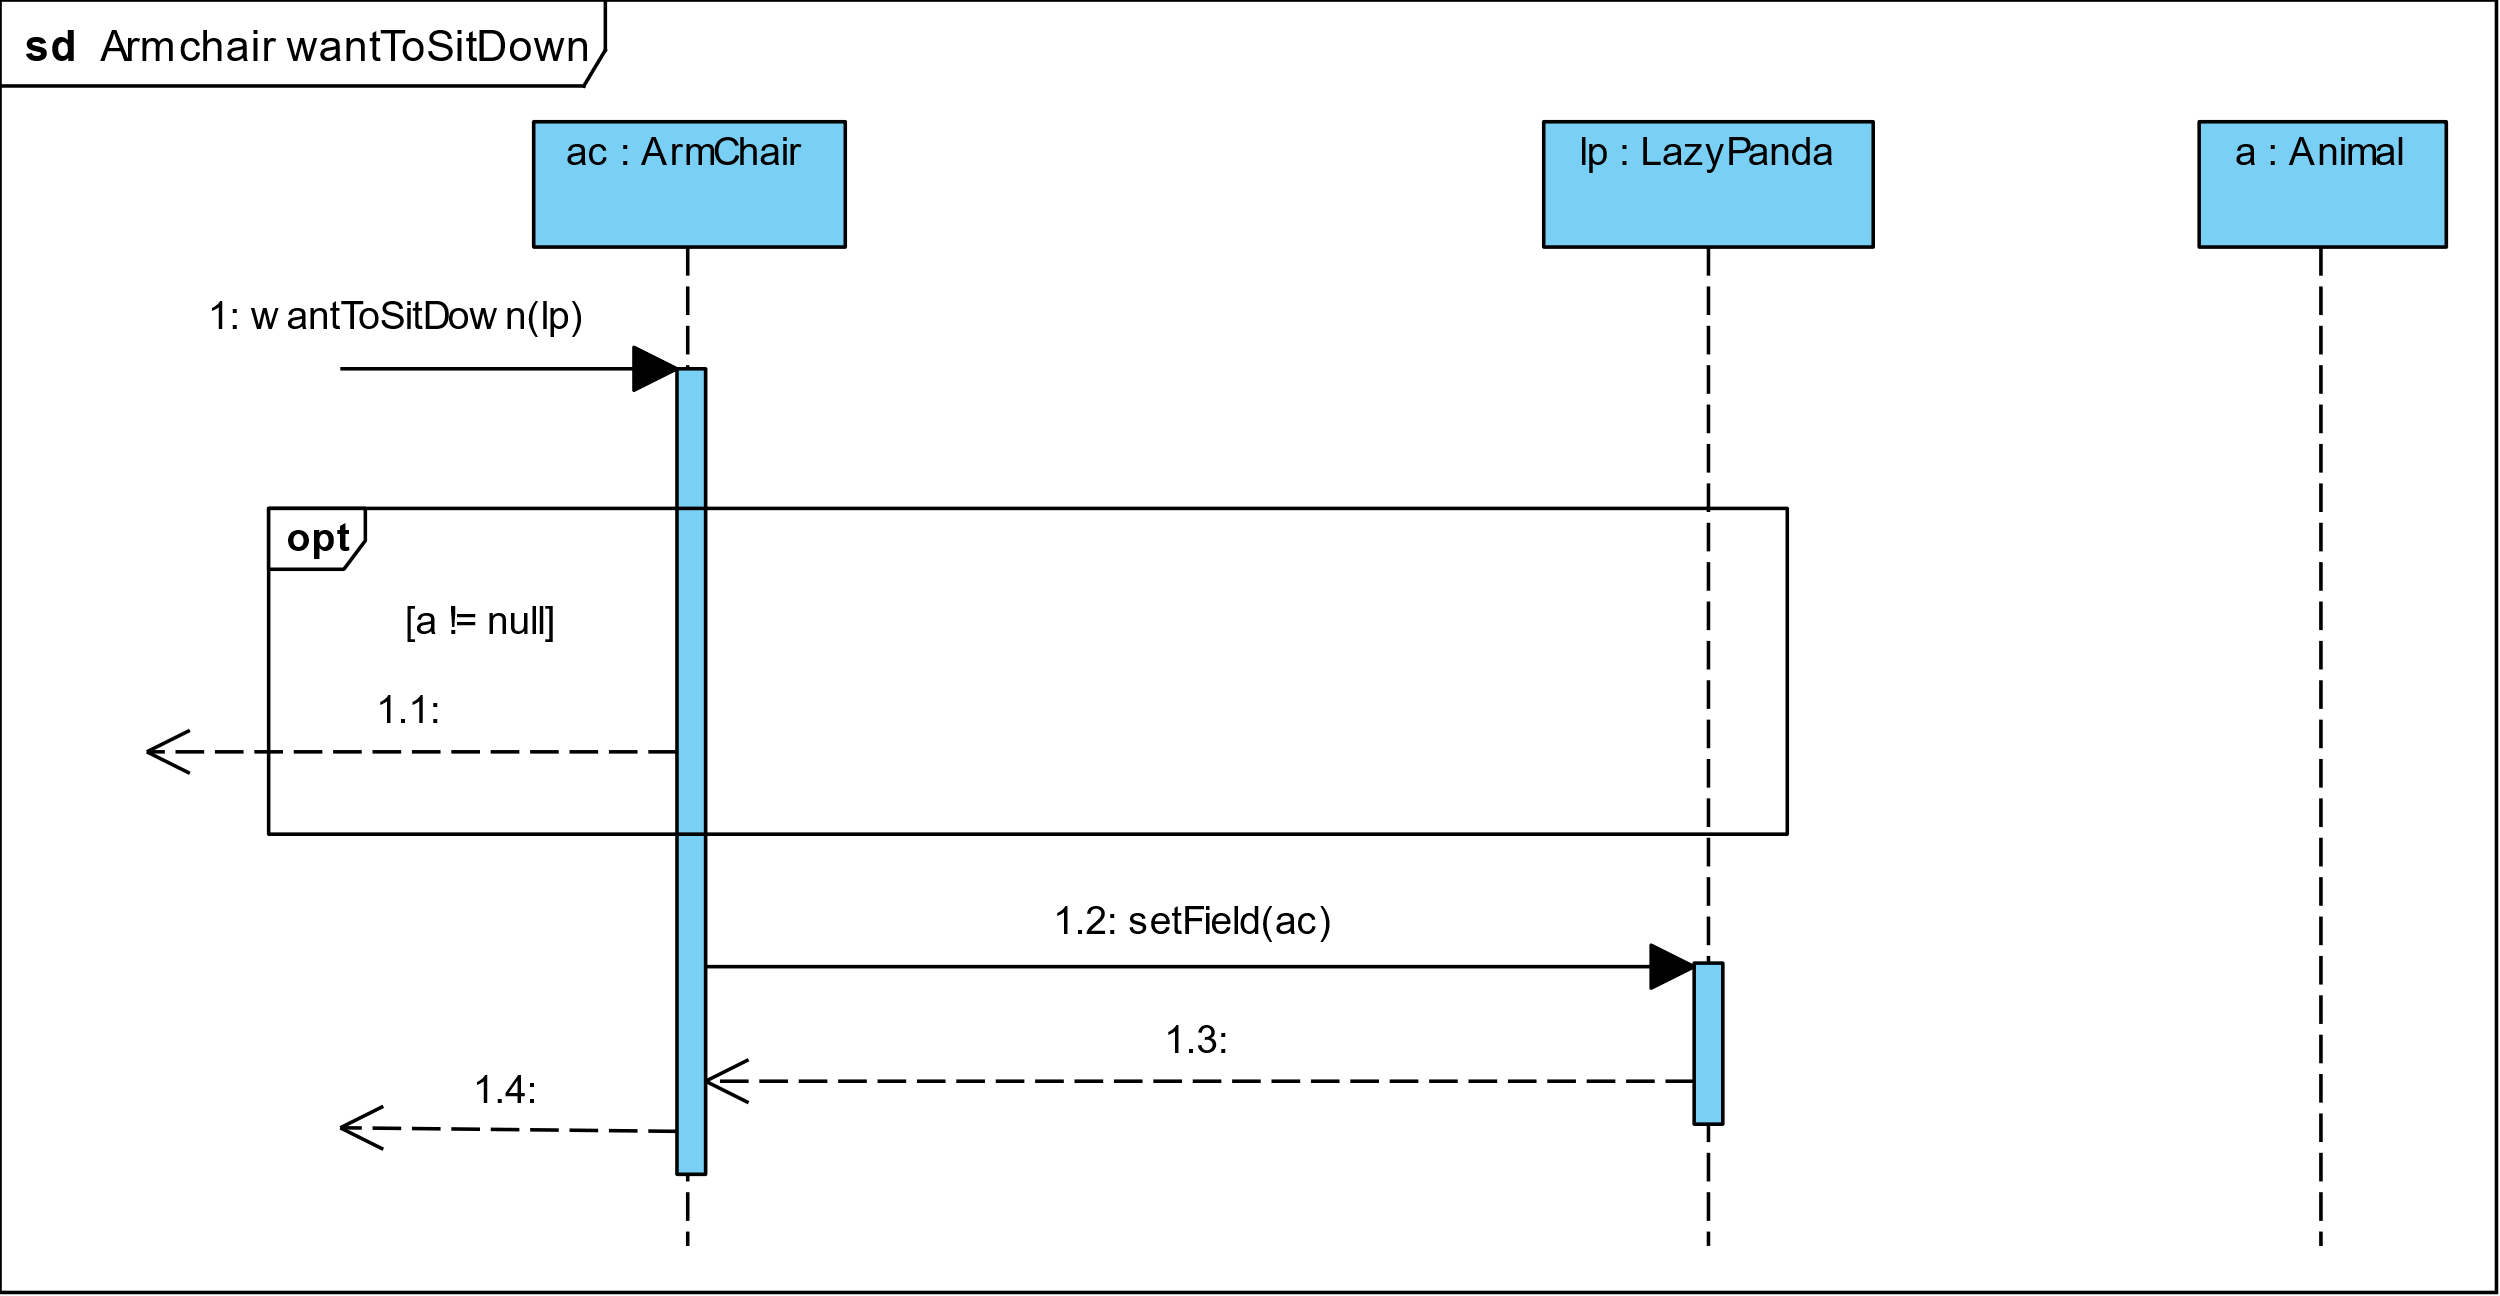 sd Armchair wantToSitDown
ac : ArmChair
lp : LazyPanda
a : Animal
1: wantToSitDown(lp)
opt
[a != null]
1.1:
1.2: setField(ac)
1.3:
1.4: